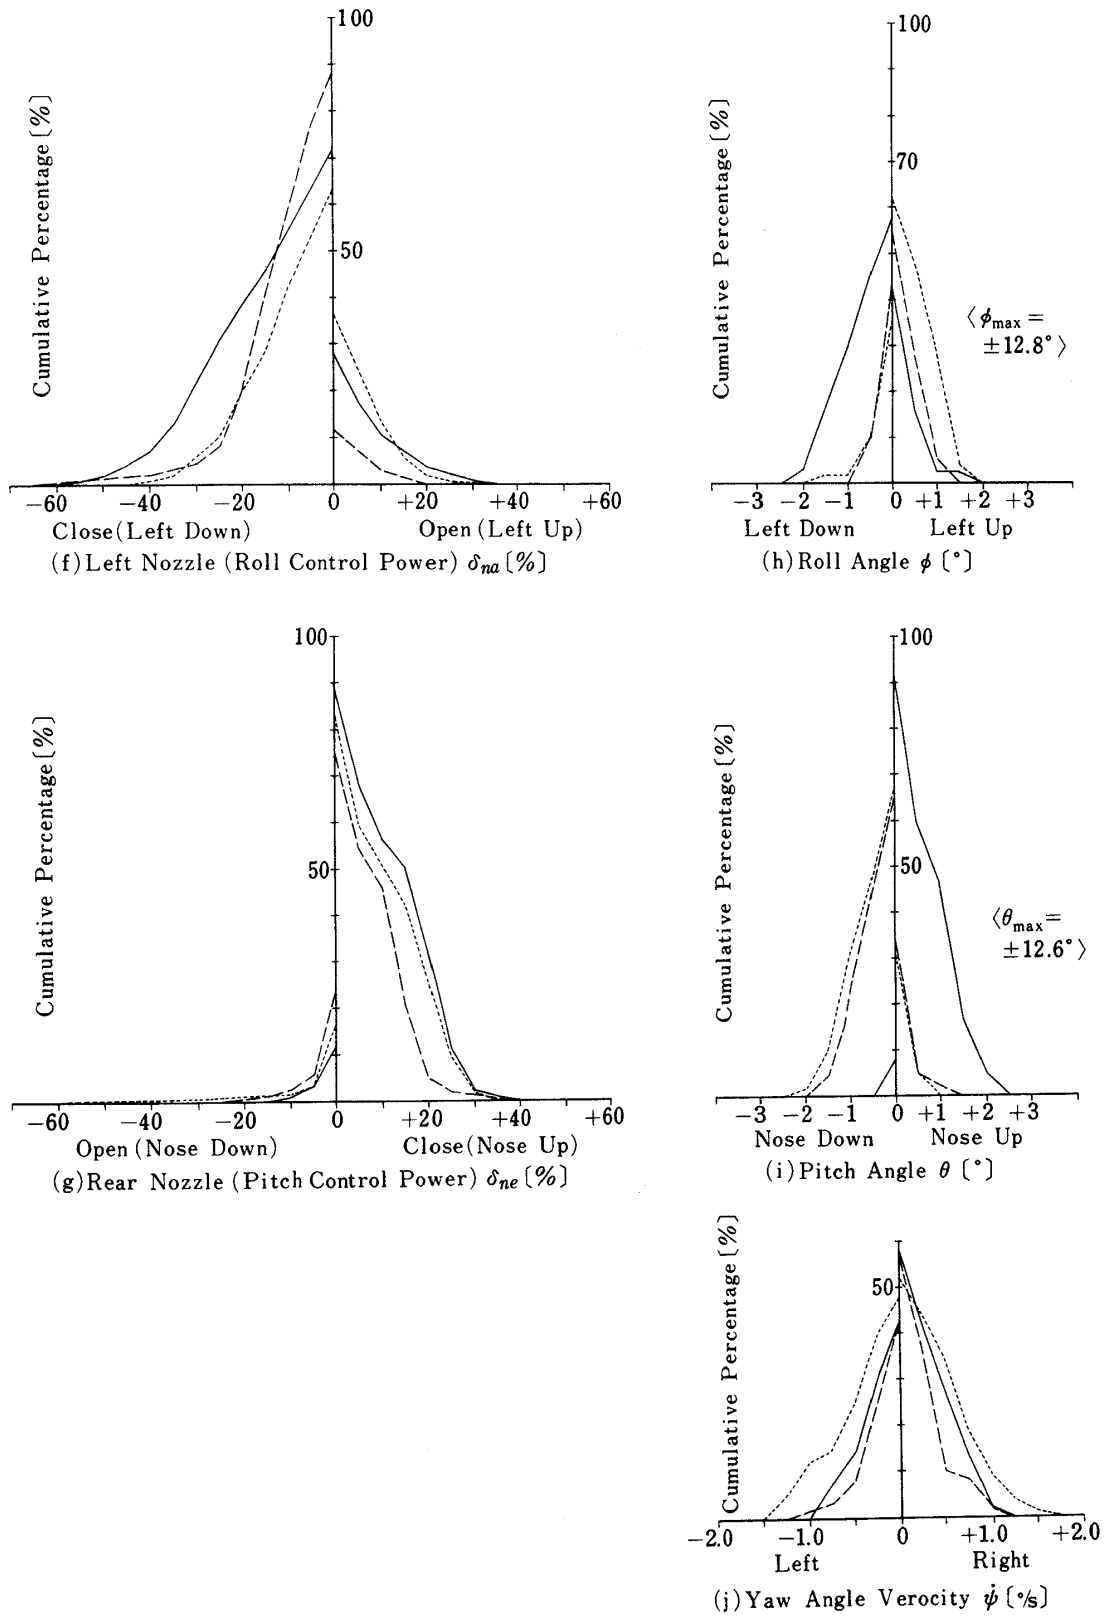 100
50
Cumulative Percentage [%]
−60 −40 −20 0 +20 +40 +60
Close (Left Down) Open (Left Up)
(f) Left Nozzle (Roll Control Power) δna [%]
100
70
Cumulative Percentage [%]
⟨ϕmax =
±12.8°⟩
−3 −2 −1 0 +1 +2 +3
Left Down Left Up
(h) Roll Angle ϕ [°]
100
50
Cumulative Percentage [%]
−60 −40 −20 0 +20 +40 +60
Open (Nose Down) Close (Nose Up)
(g) Rear Nozzle (Pitch Control Power) δne [%]
100
50
Cumulative Percentage [%]
⟨θmax =
±12.6°⟩
−3 −2 −1 0 +1 +2 +3
Nose Down Nose Up
(i) Pitch Angle θ [°]
50
Cumulative Percentage [%]
−2.0 −1.0 0 +1.0 +2.0
Left Right
(j) Yaw Angle Verocity ψ̇ [°/s]